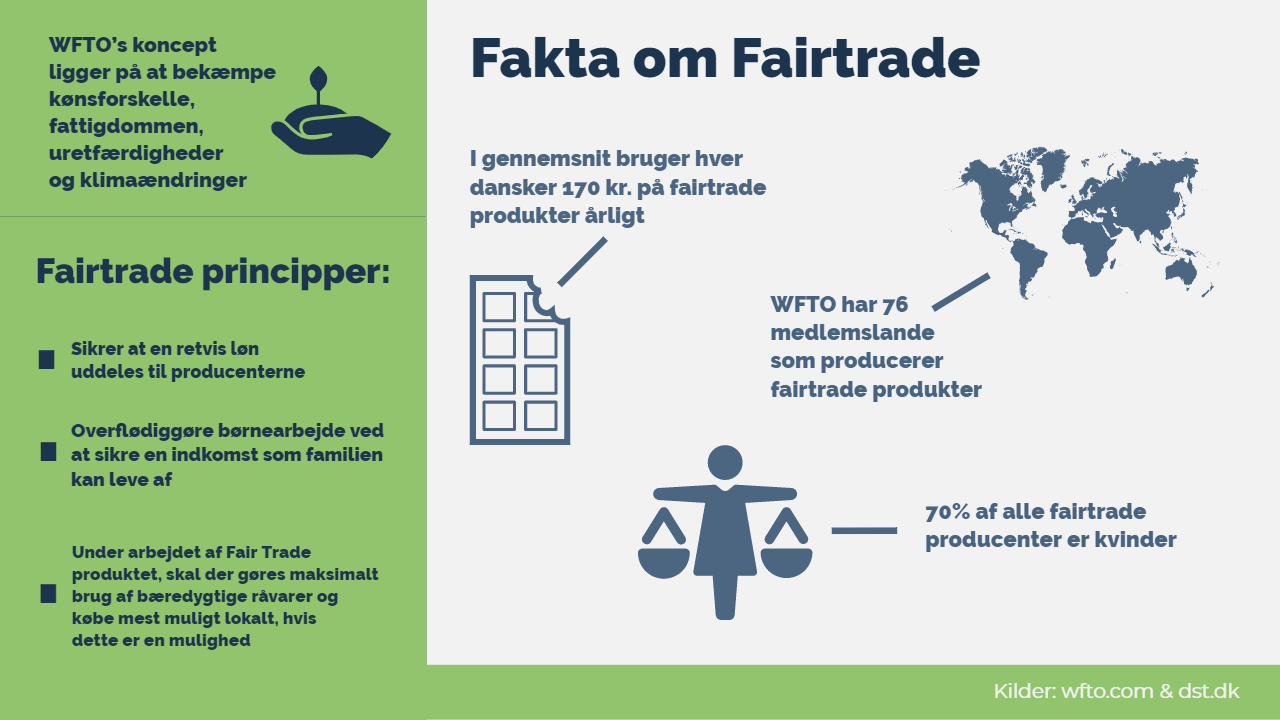 WFTO’s koncept
ligger på at bekæmpe
kønsforskelle,
fattigdommen,
uretfærdigheder
og klimaændringer
Fairtrade principper:
Sikrer at en retvis løn
uddeles til producenterne
Overflødiggøre børnearbejde ved
at sikre en indkomst som familien
kan leve af
Under arbejdet af Fair Trade
produktet, skal der gøres maksimalt
brug af bæredygtige råvarer og
købe mest muligt lokalt, hvis
dette er en mulighed
Fakta om Fairtrade
I gennemsnit bruger hver
dansker 170 kr. på fairtrade
produkter årligt
WFTO har 76
medlemslande
som producerer
fairtrade produkter
70% af alle fairtrade
producenter er kvinder
Kilder: wfto.com & dst.dk